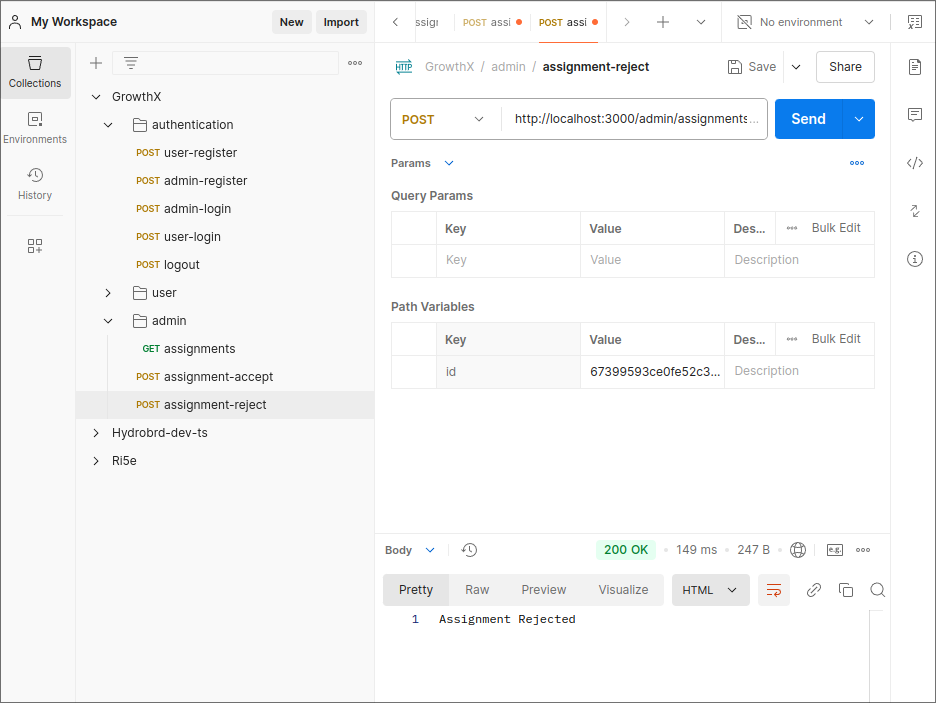 My Workspace New Import
ssigr POST assi POST assi No environment
Collections
Environments
History
GrowthX
authentication
POST user-register
POST admin-register
POST admin-login
POST user-login
POST logout
user
admin
GET assignments
POST assignment-accept
POST assignment-reject
Hydrobrd-dev-ts
Ri5e
HTTP GrowthX / admin / assignment-reject Save Share
POST http://localhost:3000/admin/assignments... Send
Params
Query Params
Key Value Des... Bulk Edit
Key Value Description
Path Variables
Key Value Des... Bulk Edit
id 67399593ce0fe52c3... Description
Body 200 OK 149 ms 247 B e.g.
Pretty Raw Preview Visualize HTML
1 Assignment Rejected